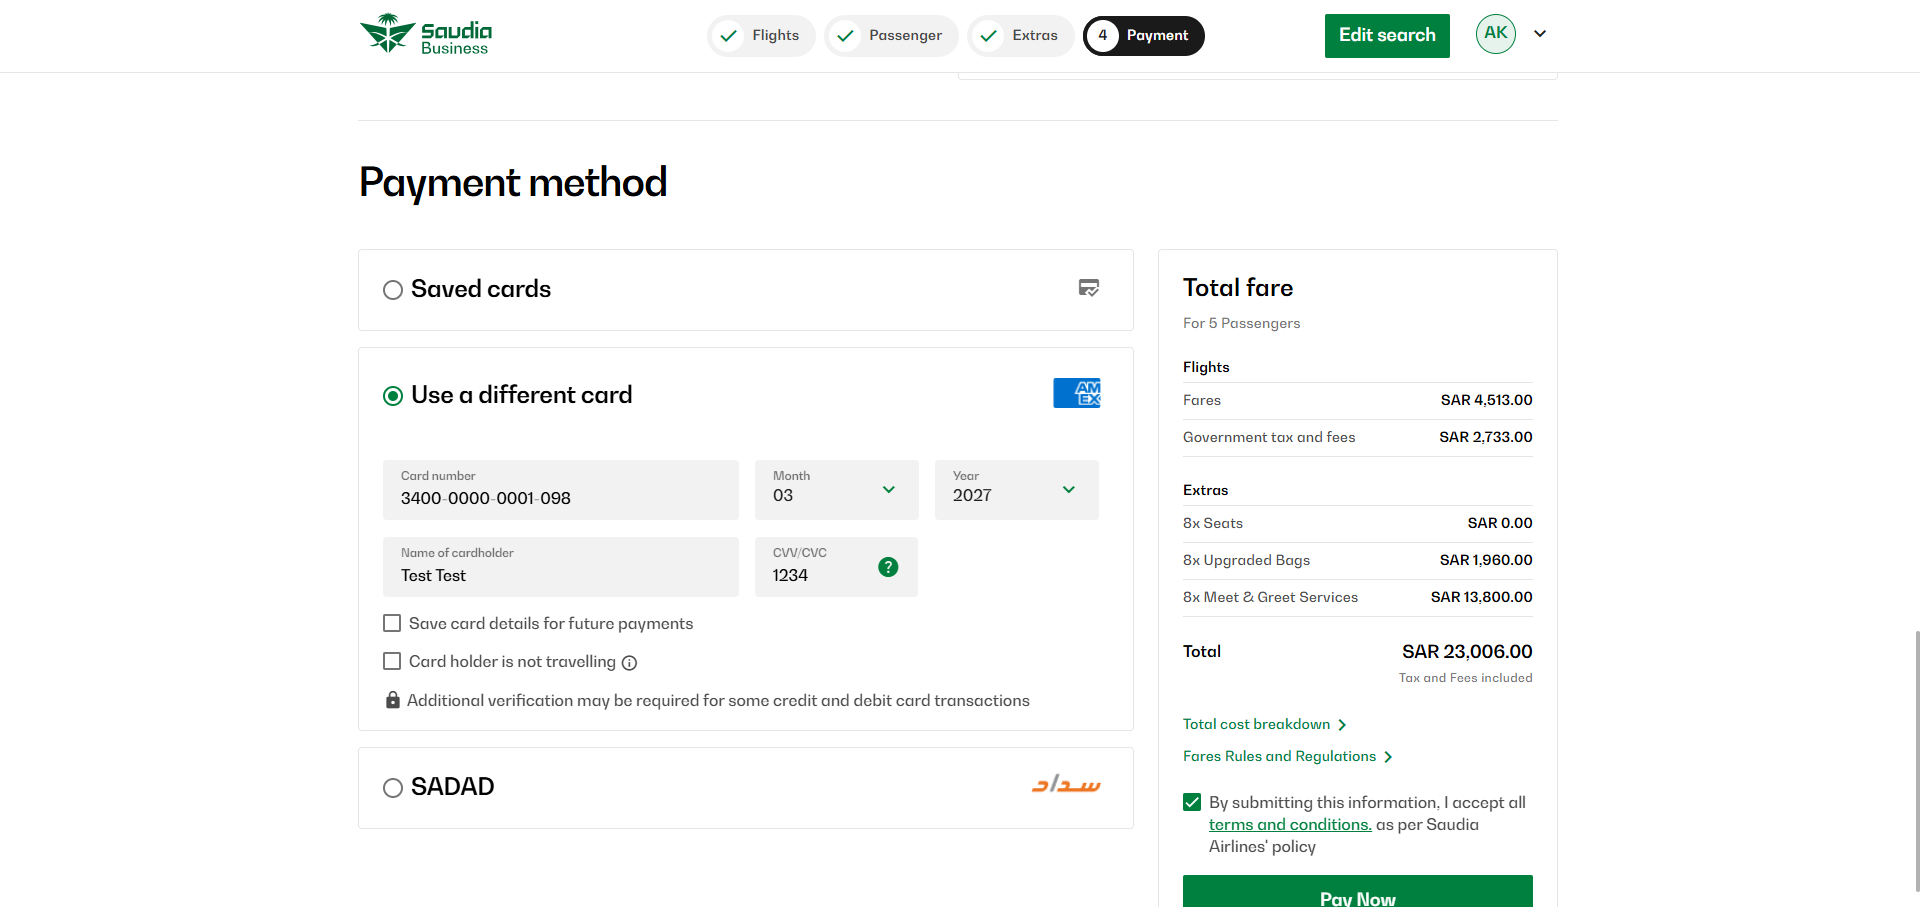 Saudia
Business
Flights
Passenger
Extras
4
Payment
Edit search
AK
Payment method
Saved cards
Use a different card
AM
EX
Card number
3400-0000-0001-098
Month
03
Year
2027
Name of cardholder
Test Test
CVV/CVC
1234
?
Save card details for future payments
Card holder is not travelling
Additional verification may be required for some credit and debit card transactions
SADAD
سداد
Total fare
For 5 Passengers
Flights
Fares SAR 4,513.00
Government tax and fees SAR 2,733.00
Extras
8x Seats SAR 0.00
8x Upgraded Bags SAR 1,960.00
8x Meet & Greet Services SAR 13,800.00
Total SAR 23,006.00
Tax and Fees included
Total cost breakdown
Fares Rules and Regulations
By submitting this information, I accept all
terms and conditions. as per Saudia
Airlines' policy
Pay Now